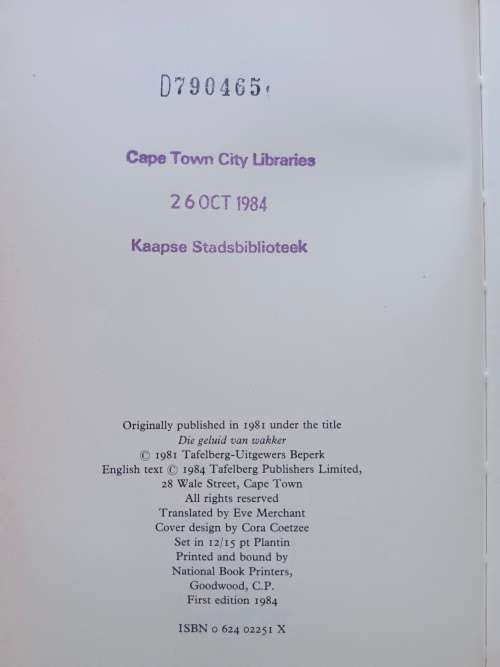 D790465
Cape Town City Libraries
26 OCT 1984
Kaapse Stadsbiblioteek
Originally published in 1981 under the title
Die geluid van wakker
© 1981 Tafelberg-Uitgewers Beperk
English text © 1984 Tafelberg Publishers Limited,
28 Wale Street, Cape Town
All rights reserved
Translated by Eve Merchant
Cover design by Cora Coetzee
Set in 12/15 pt Plantin
Printed and bound by
National Book Printers,
Goodwood, C.P.
First edition 1984
ISBN 0 624 02251 X